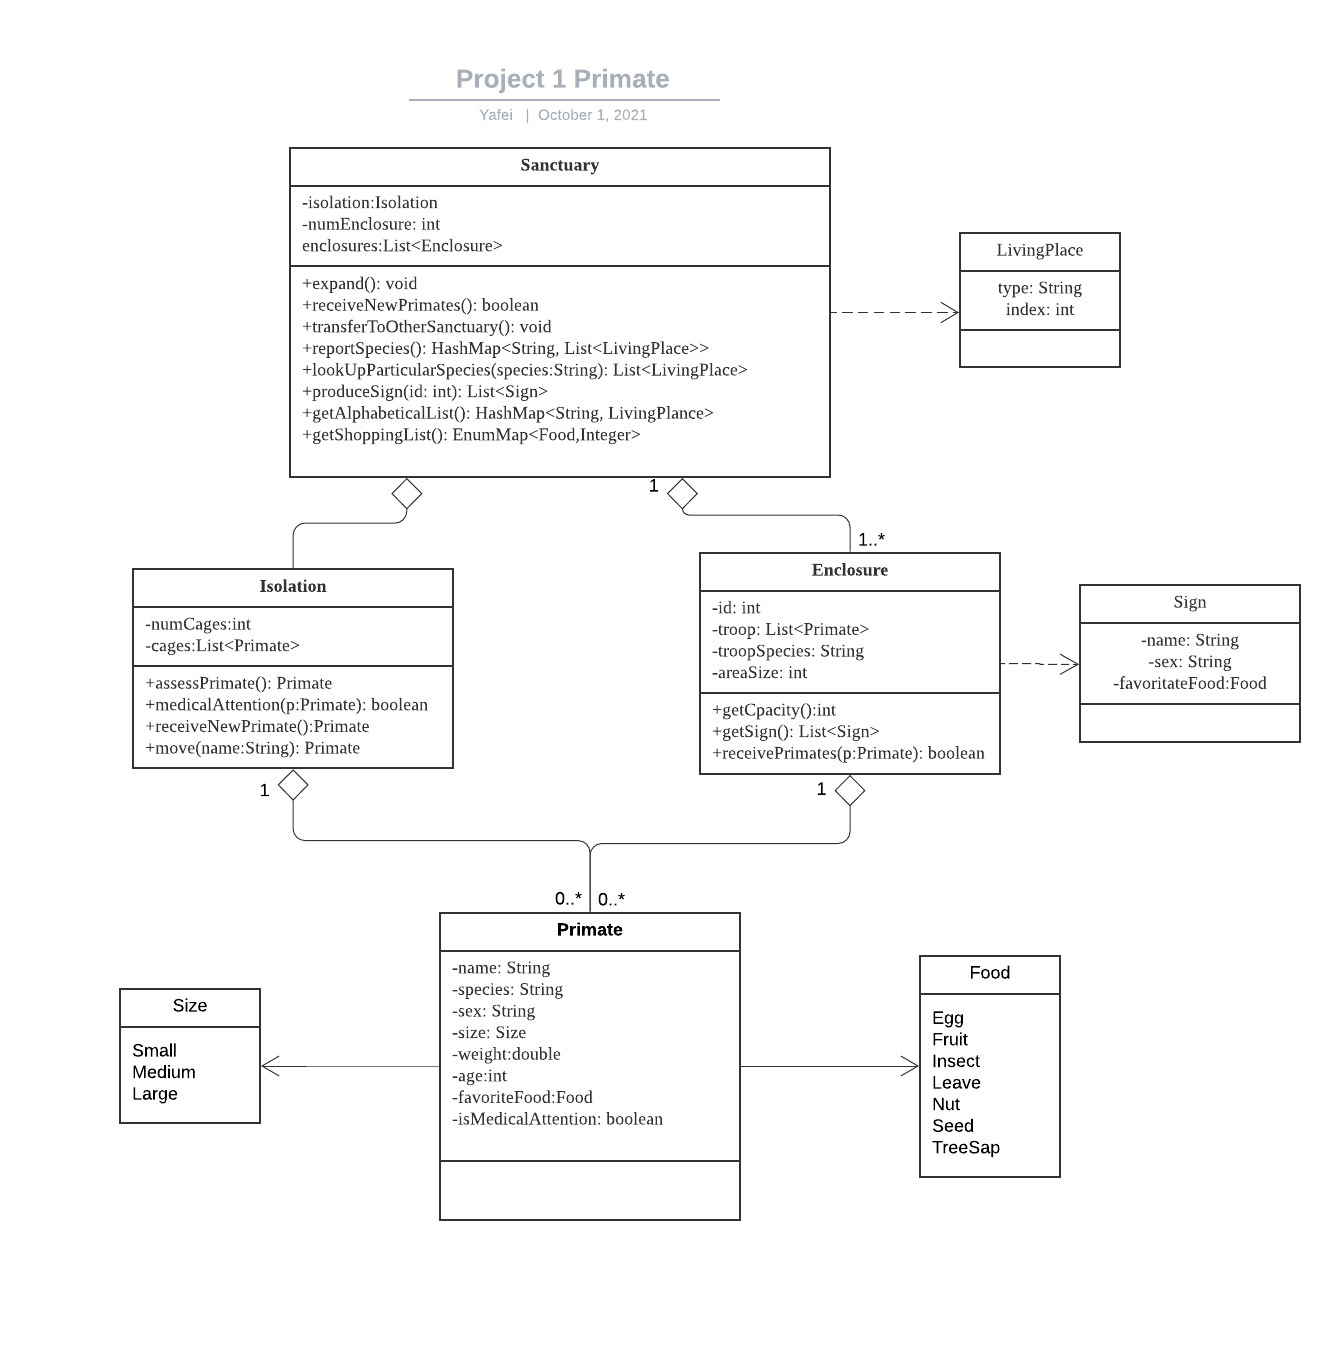 Project 1 Primate
Yafei | October 1, 2021
Sanctuary
-isolation:Isolation
-numEnclosure: int
enclosures:List<Enclosure>
+expand(): void
+receiveNewPrimates(): boolean
+transferToOtherSanctuary(): void
+reportSpecies(): HashMap<String, List<LivingPlace>>
+lookUpParticularSpecies(species:String): List<LivingPlace>
+produceSign(id: int): List<Sign>
+getAlphabeticalList(): HashMap<String, LivingPlance>
+getShoppingList(): EnumMap<Food,Integer>
LivingPlace
type: String
index: int
1
1..*
Isolation
-numCages:int
-cages:List<Primate>
+assessPrimate(): Primate
+medicalAttention(p:Primate): boolean
+receiveNewPrimate():Primate
+move(name:String): Primate
Enclosure
-id: int
-troop: List<Primate>
-troopSpecies: String
-areaSize: int
+getCpacity():int
+getSign(): List<Sign>
+receivePrimates(p:Primate): boolean
Sign
-name: String
-sex: String
-favoritateFood:Food
1
1
0..*
0..*
Primate
-name: String
-species: String
-sex: String
-size: Size
-weight:double
-age:int
-favoriteFood:Food
-isMedicalAttention: boolean
Size
Small
Medium
Large
Food
Egg
Fruit
Insect
Leave
Nut
Seed
TreeSap